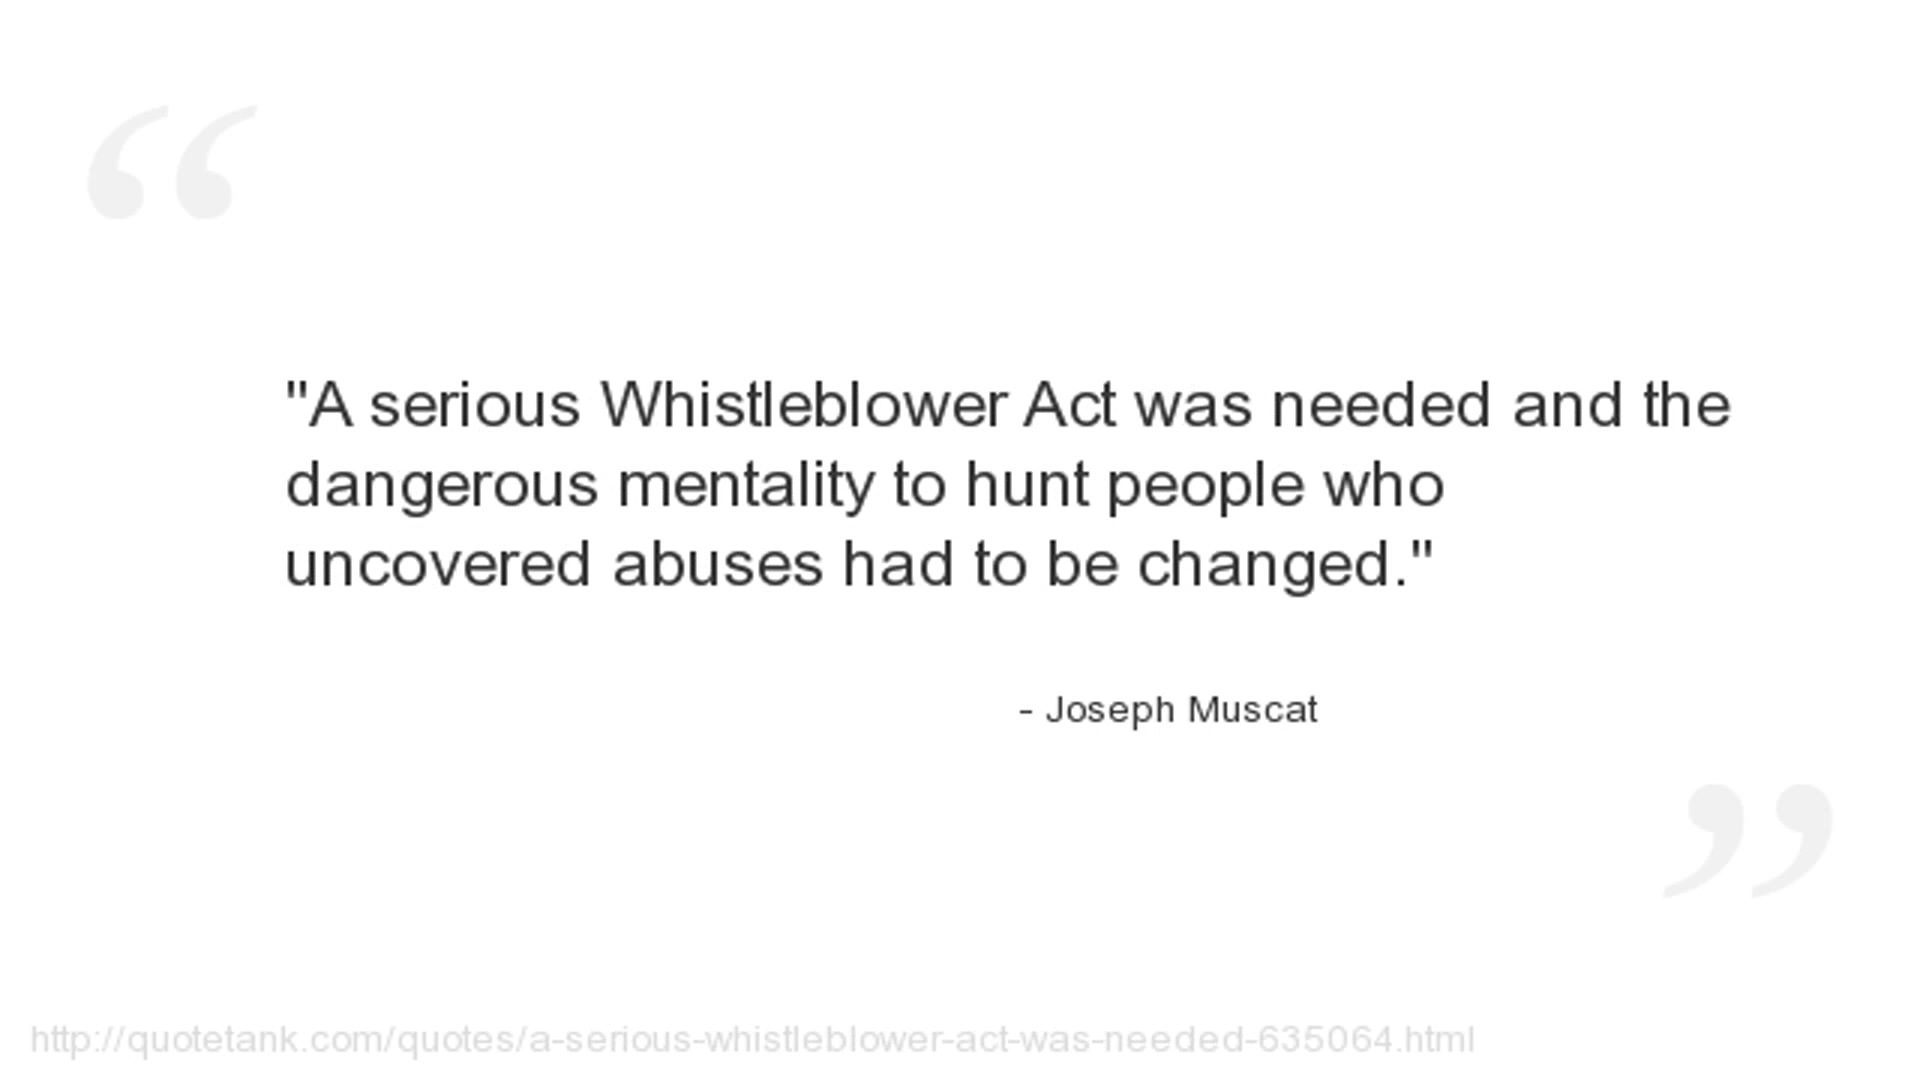 "A serious Whistleblower Act was needed and the
dangerous mentality to hunt people who
uncovered abuses had to be changed."
- Joseph Muscat
http://quotetank.com/quotes/a-serious-whistleblower-act-was-needed-635064.html